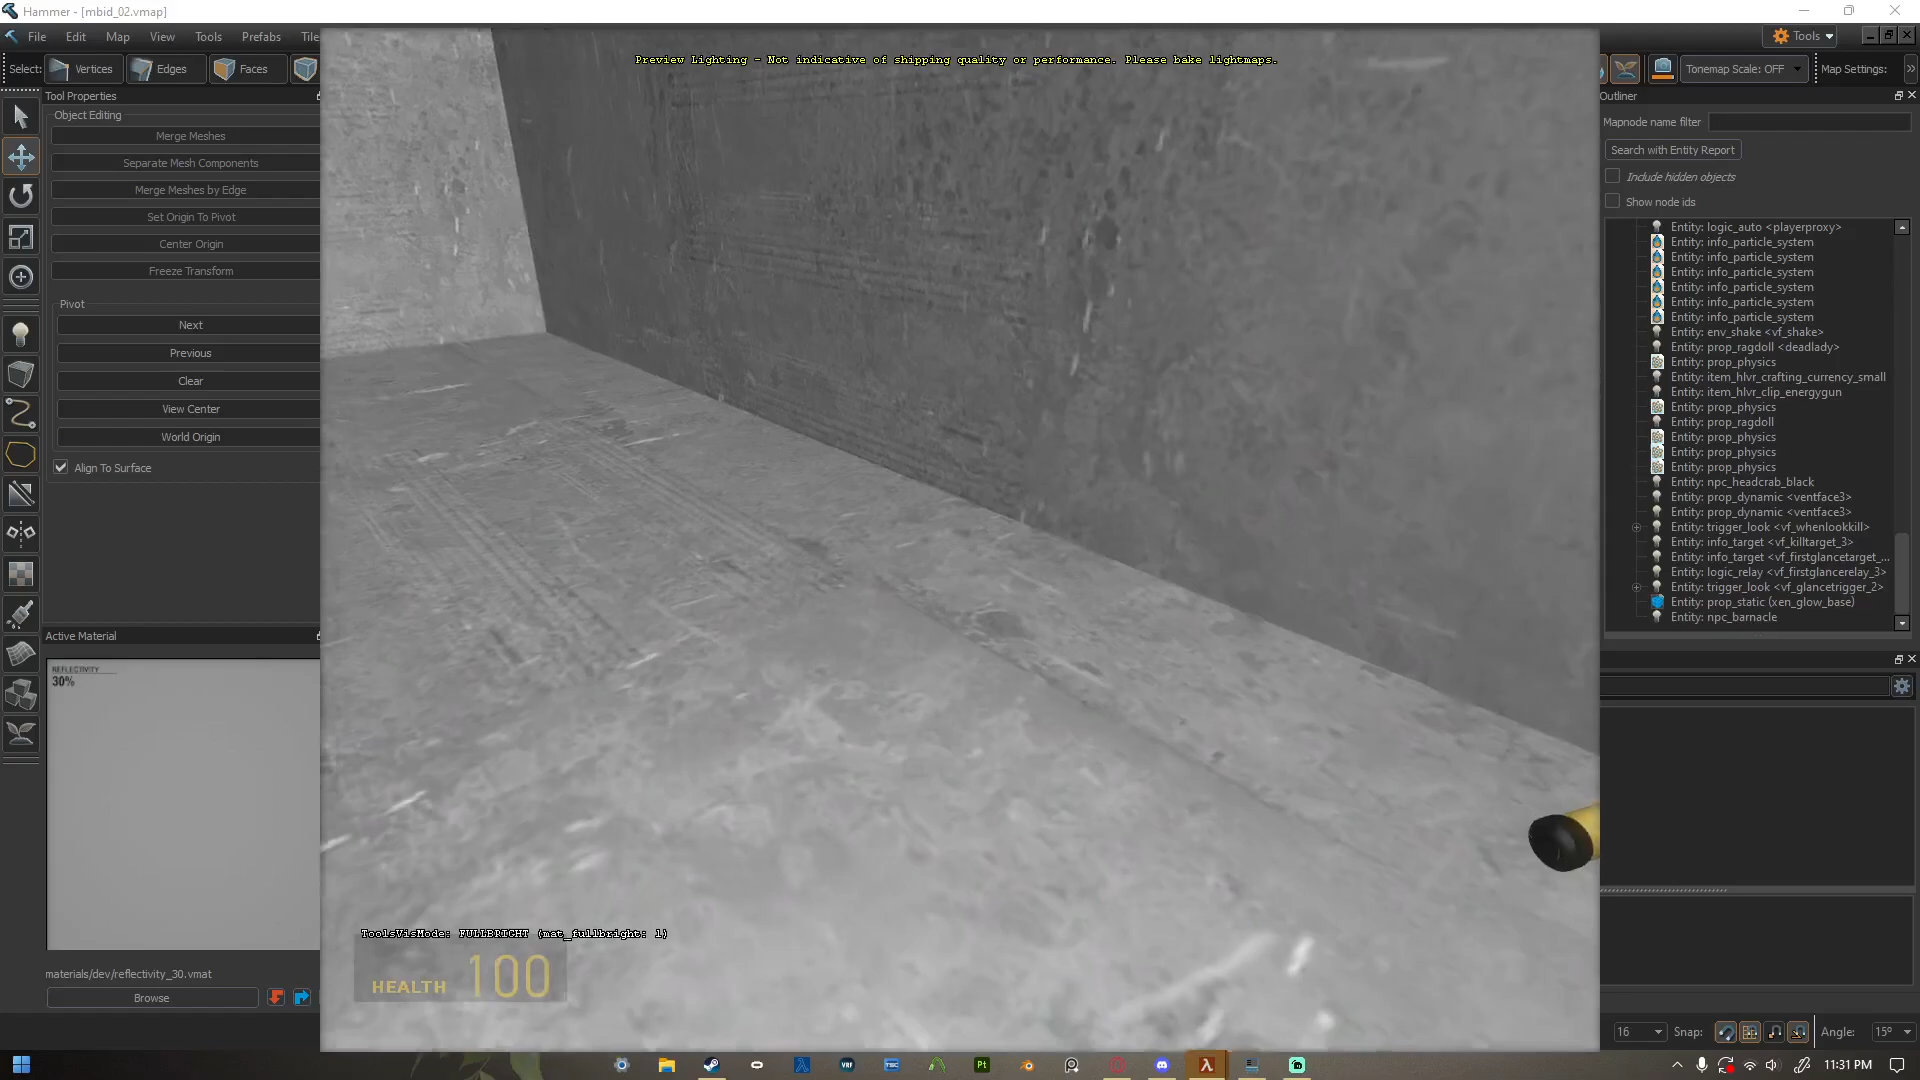 Hammer - [mbid_02.vmap]
File Edit Map View Tools Prefabs Tile
Tools
Select: Vertices Edges Faces
Tonemap Scale: OFF Map Settings:
Preview Lighting - Not indicative of shipping quality or performance. Please bake lightmaps.
Tool Properties
Object Editing
Merge Meshes
Separate Mesh Components
Merge Meshes by Edge
Set Origin To Pivot
Center Origin
Freeze Transform
Pivot
Next
Previous
Clear
View Center
World Origin
Align To Surface
Active Material
REFLECTIVITY
30%
materials/dev/reflectivity_30.vmat
Browse
ToolsVisMode: FULLBRIGHT (mat_fullbright: 1)
HEALTH 100
Outliner
Mapnode name filter
Search with Entity Report
Include hidden objects
Show node ids
Entity: logic_auto <playerproxy>
Entity: info_particle_system
Entity: info_particle_system
Entity: info_particle_system
Entity: info_particle_system
Entity: info_particle_system
Entity: info_particle_system
Entity: env_shake <vf_shake>
Entity: prop_ragdoll <deadlady>
Entity: prop_physics
Entity: item_hlvr_crafting_currency_small
Entity: item_hlvr_clip_energygun
Entity: prop_physics
Entity: prop_ragdoll
Entity: prop_physics
Entity: prop_physics
Entity: prop_physics
Entity: npc_headcrab_black
Entity: prop_dynamic <ventface3>
Entity: prop_dynamic <ventface3>
Entity: trigger_look <vf_whenlookkill>
Entity: info_target <vf_killtarget_3>
Entity: info_target <vf_firstglancetarget_...
Entity: logic_relay <vf_firstglancerelay_3>
Entity: trigger_look <vf_glancetrigger_2>
Entity: prop_static (xen_glow_base)
Entity: npc_barnacle
16 Snap: Angle: 15º
VRF
TSC
Pt
11:31 PM